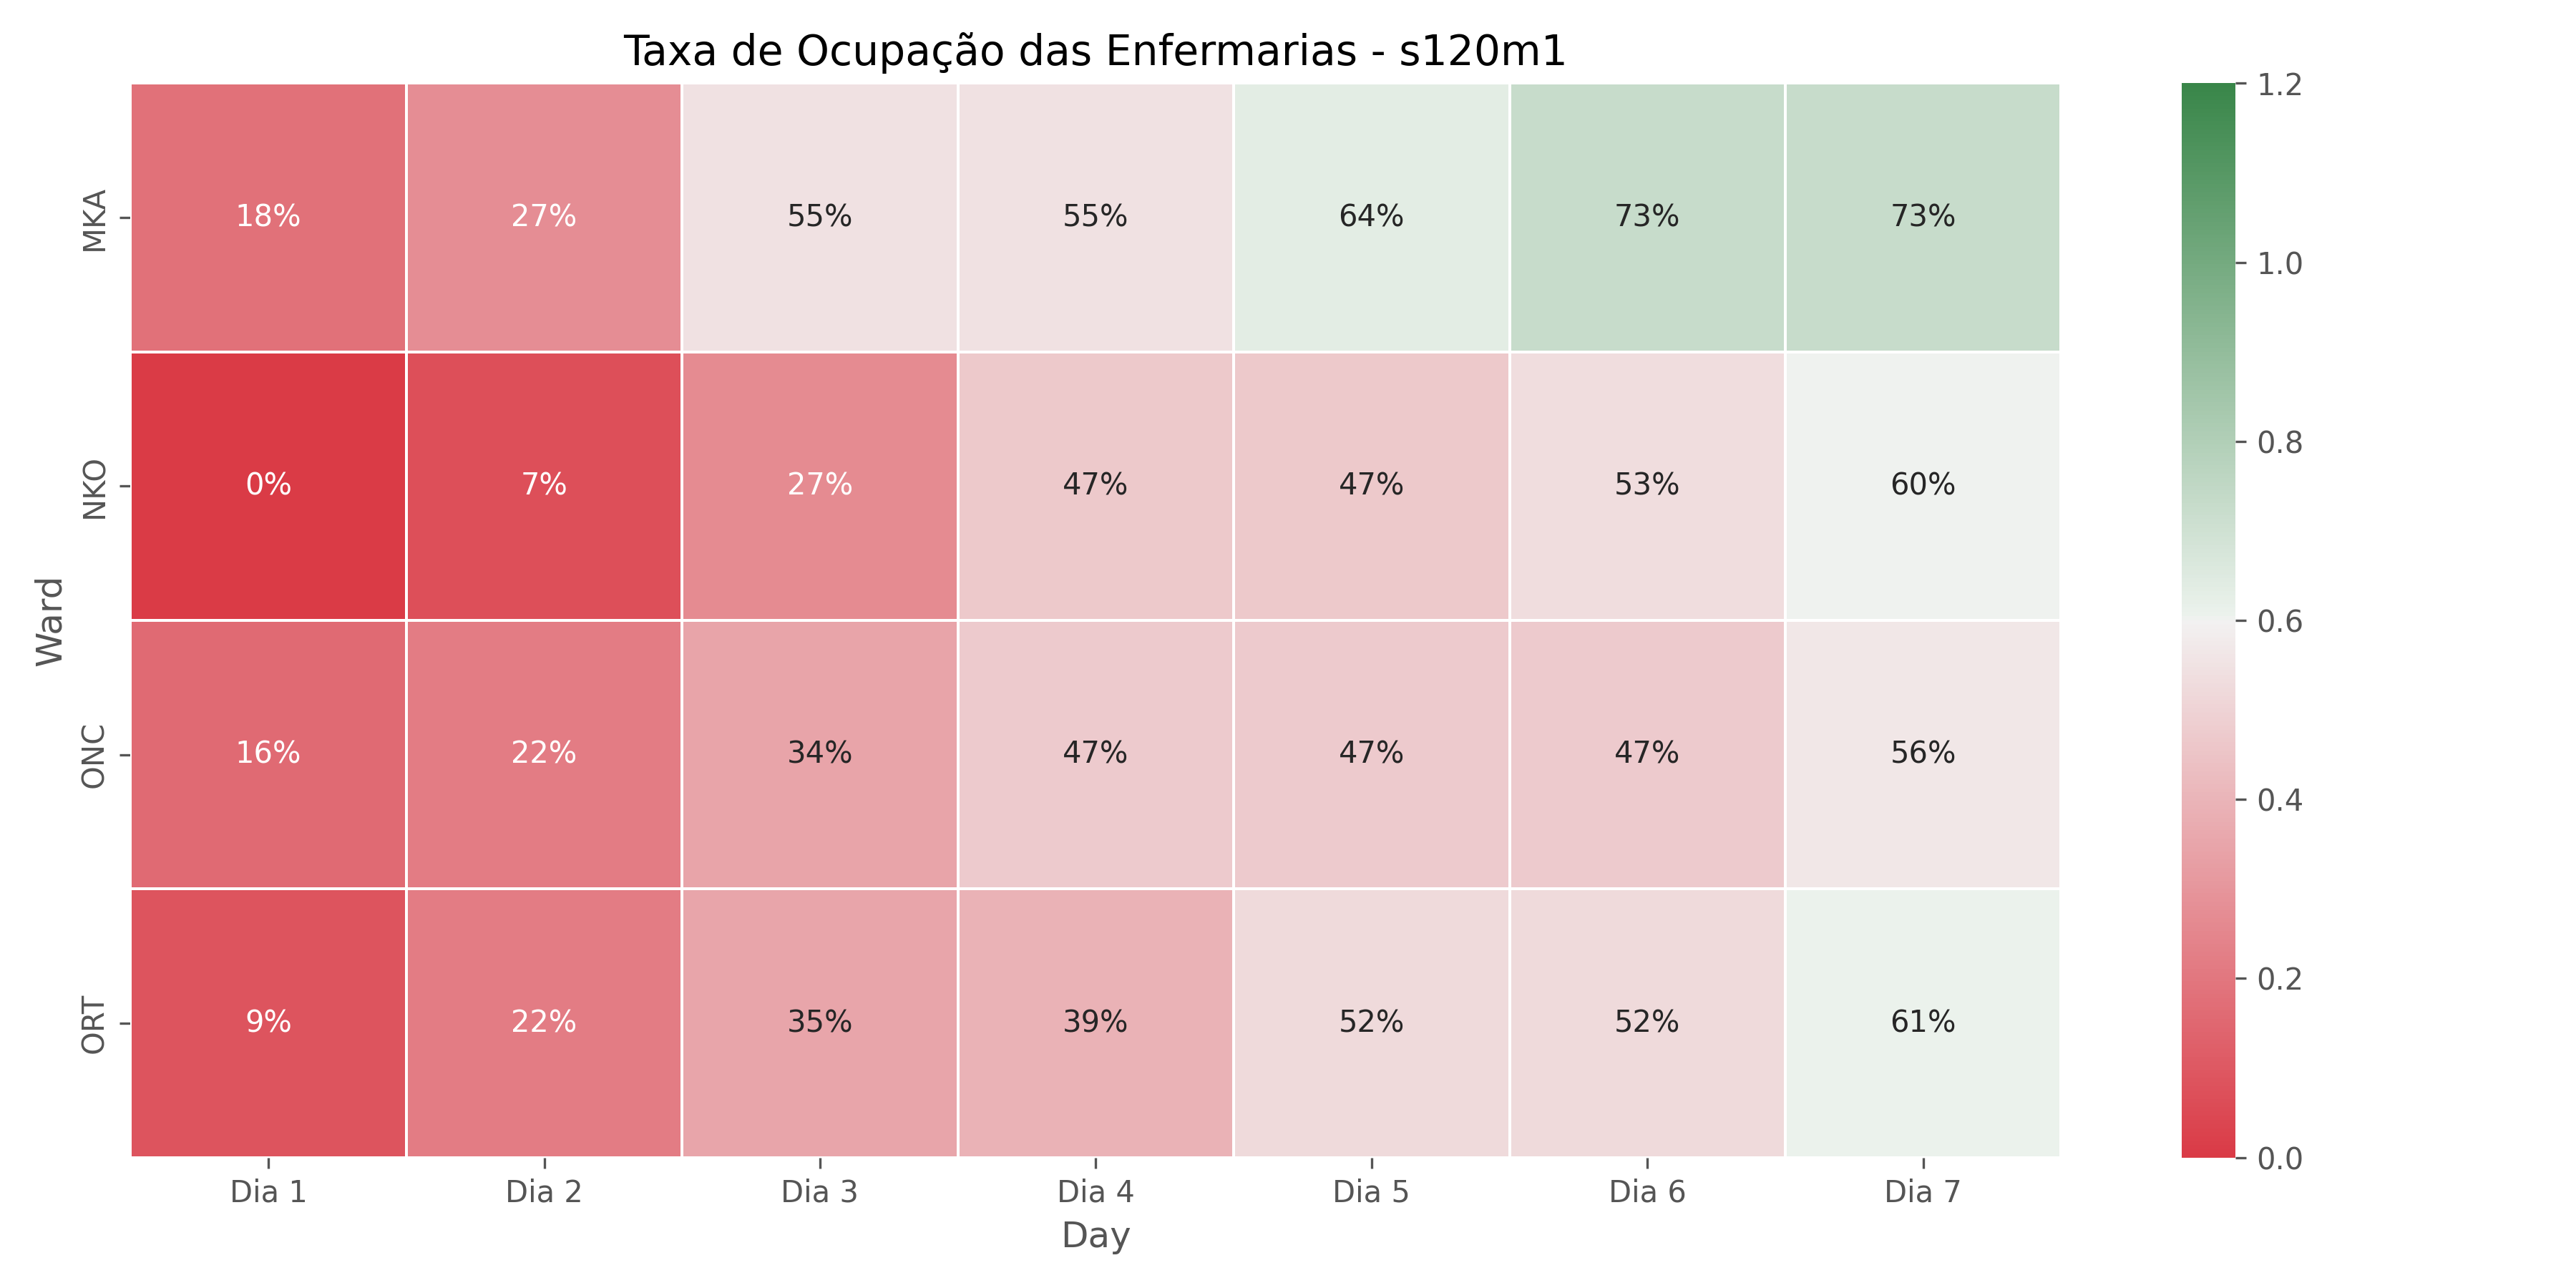 Taxa de Ocupação das Enfermarias - s120m1
Ward
MKA 18% 27% 55% 55% 64% 73% 73%
NKO 0% 7% 27% 47% 47% 53% 60%
ONC 16% 22% 34% 47% 47% 47% 56%
ORT 9% 22% 35% 39% 52% 52% 61%
Dia 1 Dia 2 Dia 3 Dia 4 Dia 5 Dia 6 Dia 7
Day
1.2
1.0
0.8
0.6
0.4
0.2
0.0